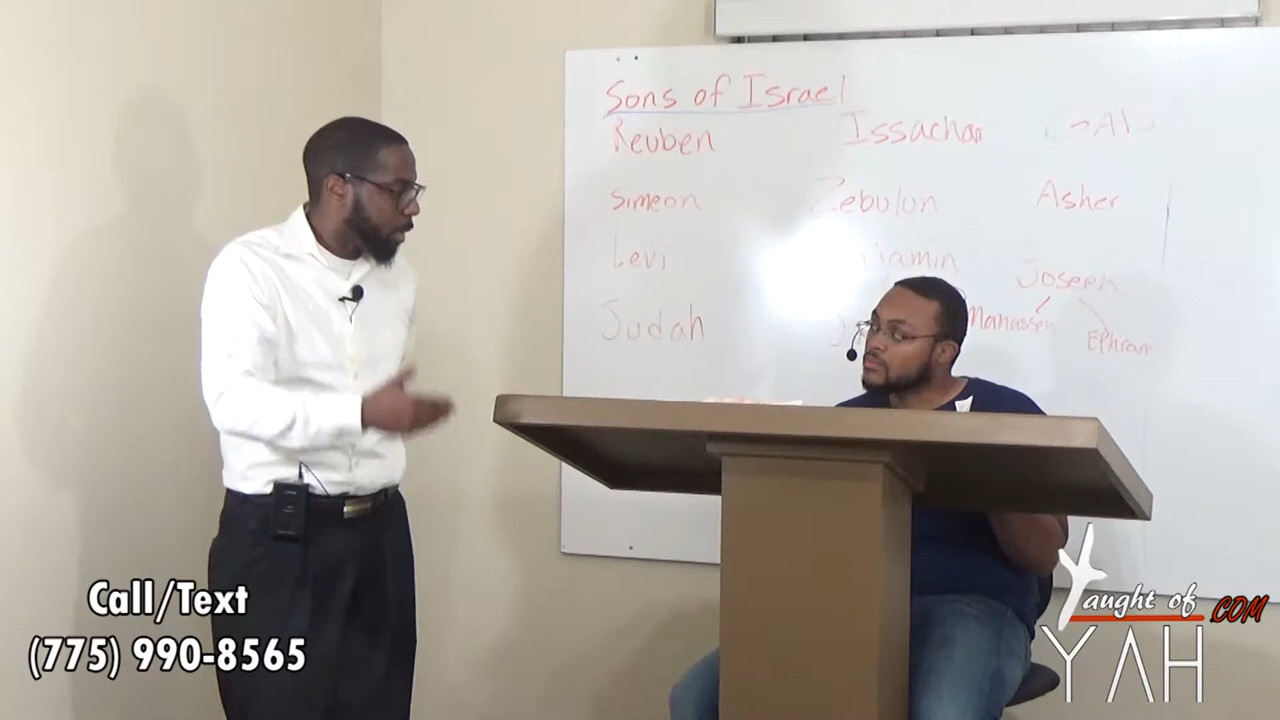 Sons of Israel
Reuben Issachar
Simeon Zebulun Asher
Levi
Joseph
Judah Manasseh
Ephraim
Call/Text
(775) 990-8565
Taught of .COM
YAH